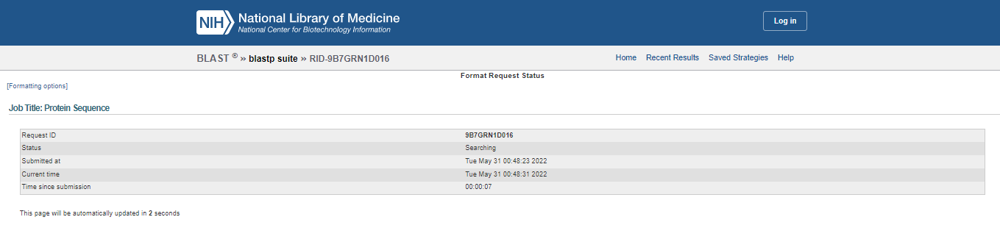 NIH National Library of Medicine
National Center for Biotechnology Information
Log in
BLAST ® » blastp suite » RID-9B7GRN1D016
Home Recent Results Saved Strategies Help
Format Request Status
[Formatting options]
Job Title: Protein Sequence
Request ID 9B7GRN1D016
Status Searching
Submitted at Tue May 31 00:48:23 2022
Current time Tue May 31 00:48:31 2022
Time since submission 00:00:07
This page will be automatically updated in 2 seconds